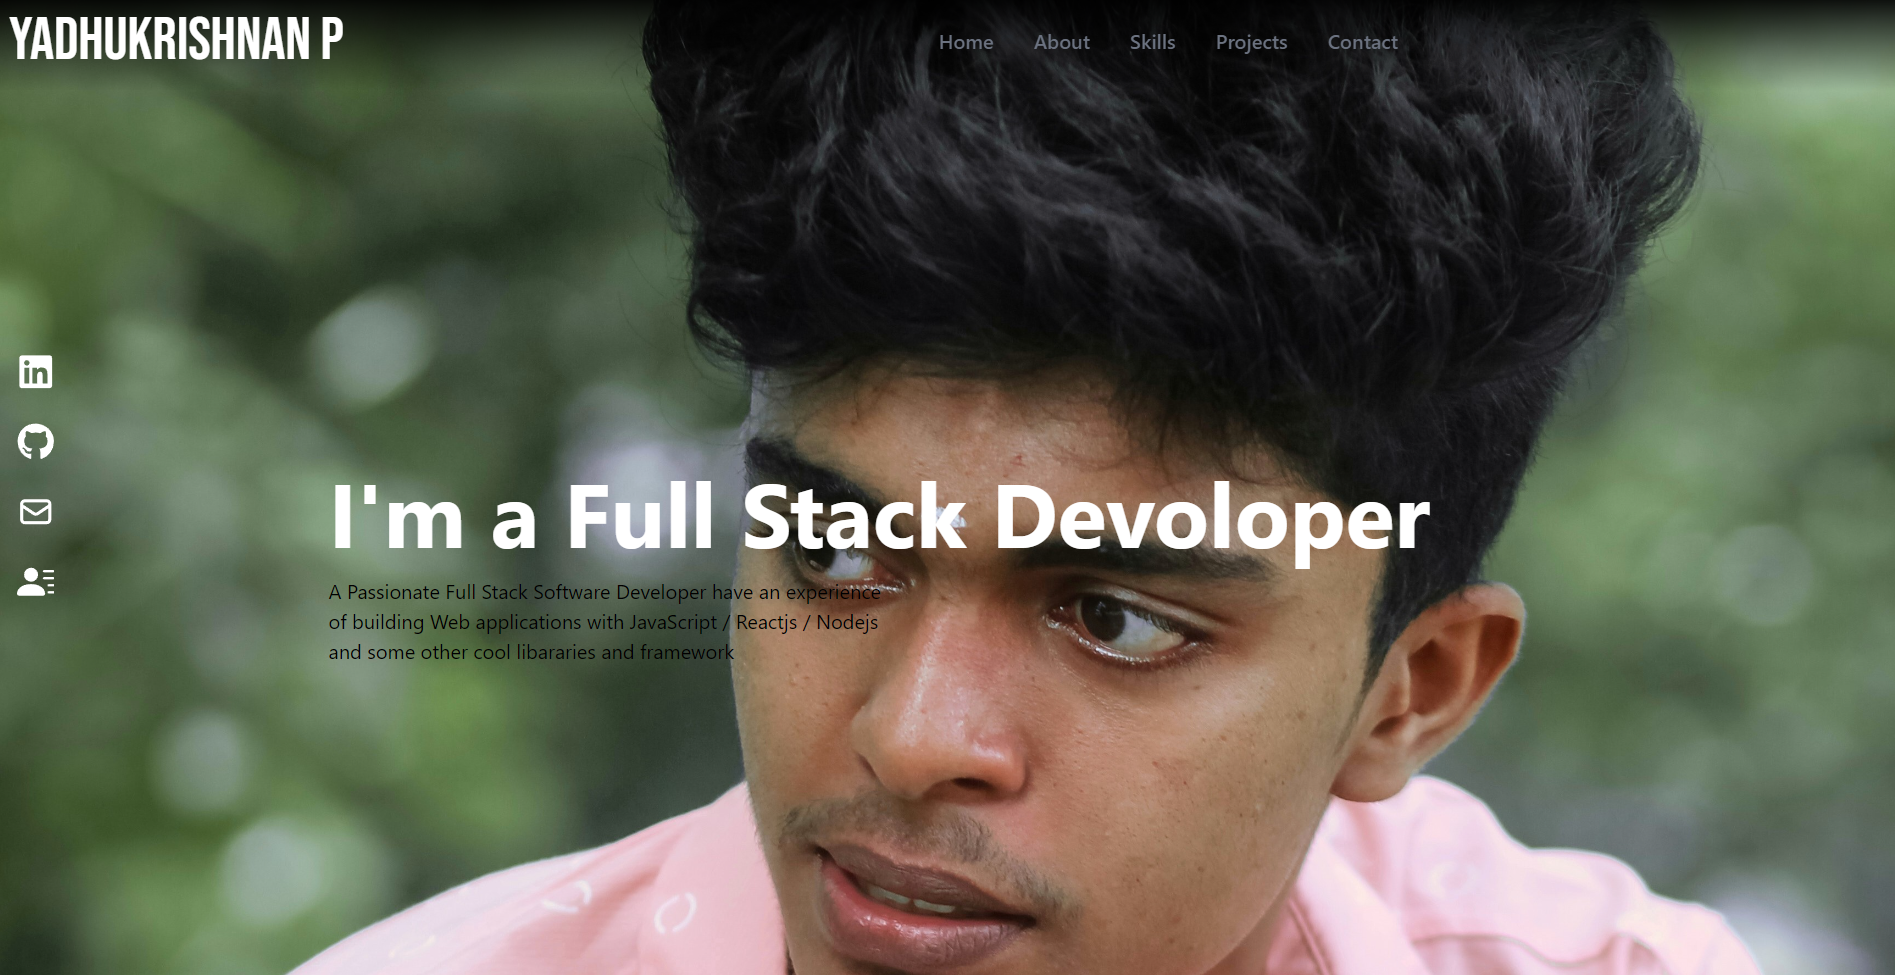 YADHUKRISHNAN P
Home About Skills Projects Contact
I'm a Full Stack Devoloper
A Passionate Full Stack Software Developer have an experience
of building Web applications with JavaScript / Reactjs / Nodejs
and some other cool libararies and framework